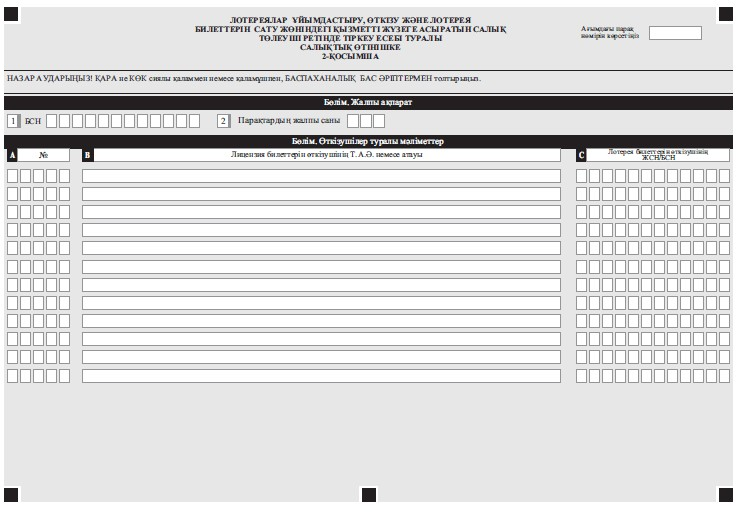 ЛОТЕРЕЯЛАР ҰЙЫМДАСТЫРУ, ӨТКІЗУ ЖӘНЕ ЛОТЕРЕЯ
БИЛЕТТЕРІН САТУ ЖӨНІНДЕГІ ҚЫЗМЕТТІ ЖҮЗЕГЕ АСЫРАТЫН САЛЫҚ
ТӨЛЕУШІ РЕТІНДЕ ТІРКЕУ ЕСЕБІ ТУРАЛЫ
САЛЫҚТЫҚ ӨТІНІШКЕ
2-ҚОСЫМША
Ағымдағы парақ
нөмірін көрсетіңіз
НАЗАР АУДАРЫҢЫЗ! ҚАРА не КӨК сиялы қаламмен немесе қаламұшпен, БАСПАХАНАЛЫҚ БАС ӘРІПТЕРМЕН толтырыңыз.
Бөлім. Жалпы ақпарат
1 БСН 2 Парақтардың жалпы саны
Бөлім. Өткізушілер туралы мәліметтер
A № B Лицензия билеттерін өткізушінің Т.А.Ә. немесе атауы C Лотерея билеттерін өткізушінің
ЖСН/БСН